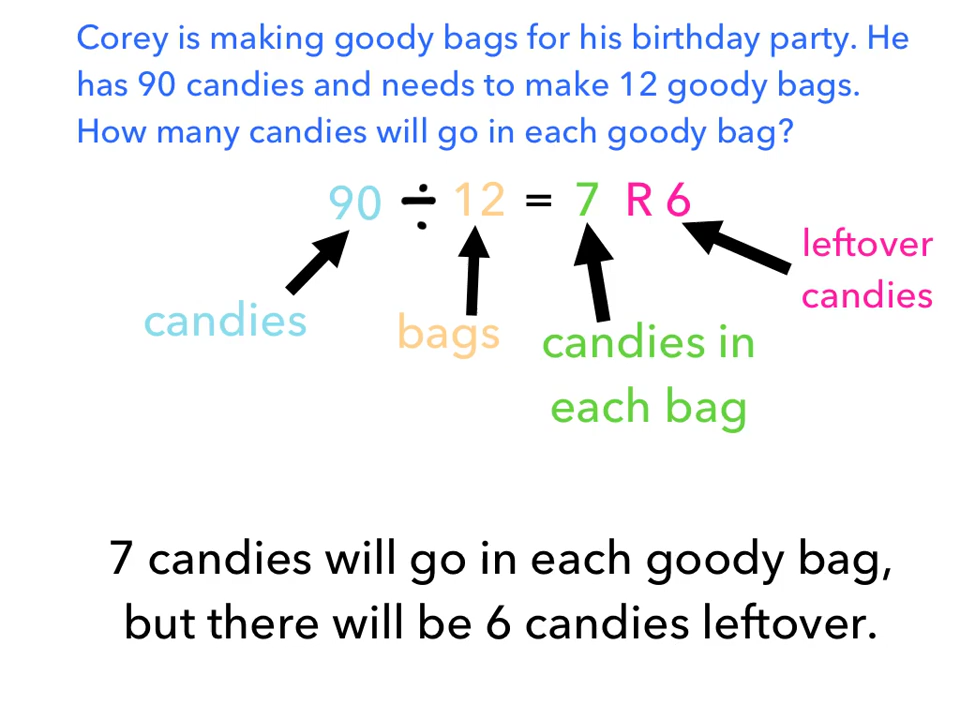 Corey is making goody bags for his birthday party. He
has 90 candies and needs to make 12 goody bags.
How many candies will go in each goody bag?
90 ÷ 12 = 7 R 6
leftover
candies
candies
bags
candies in
each bag
7 candies will go in each goody bag,
but there will be 6 candies leftover.